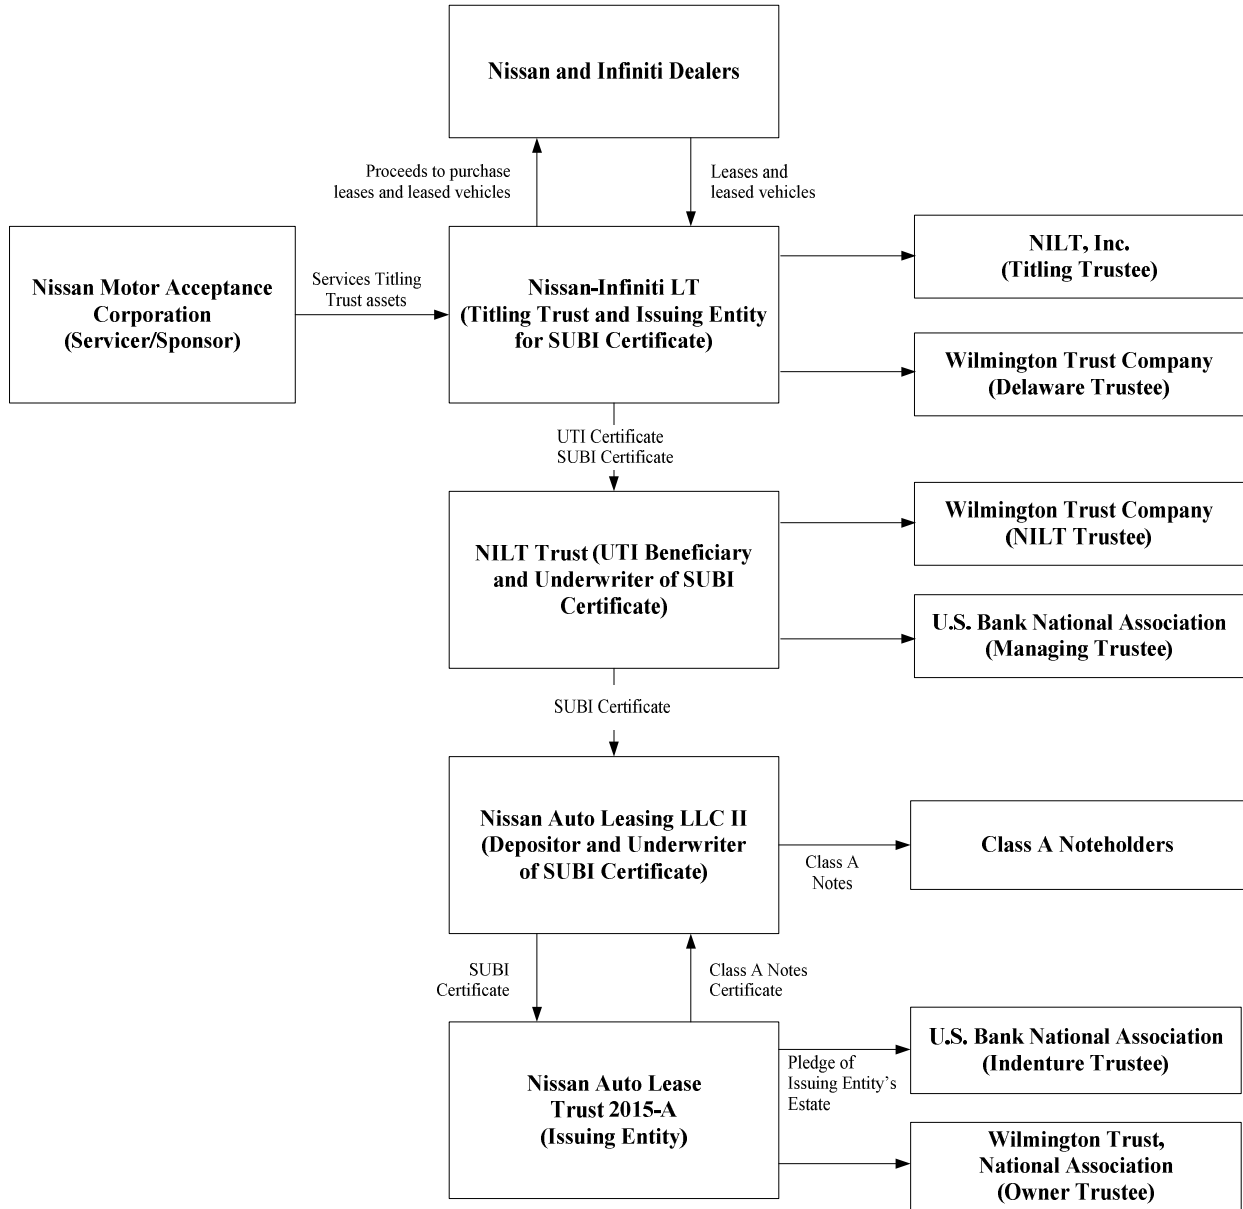 Nissan and Infiniti Dealers
Proceeds to purchase
leases and leased vehicles
Leases and
leased vehicles
Nissan Motor Acceptance
Corporation
(Servicer/Sponsor)
Services Titling
Trust assets
Nissan-Infiniti LT
(Titling Trust and Issuing Entity
for SUBI Certificate)
NILT, Inc.
(Titling Trustee)
Wilmington Trust Company
(Delaware Trustee)
UTI Certificate
SUBI Certificate
NILT Trust (UTI Beneficiary
and Underwriter of SUBI
Certificate)
Wilmington Trust Company
(NILT Trustee)
U.S. Bank National Association
(Managing Trustee)
SUBI Certificate
Nissan Auto Leasing LLC II
(Depositor and Underwriter
of SUBI Certificate)
Class A
Notes
Class A Noteholders
SUBI
Certificate
Class A Notes
Certificate
Nissan Auto Lease
Trust 2015-A
(Issuing Entity)
Pledge of
Issuing Entity's
Estate
U.S. Bank National Association
(Indenture Trustee)
Wilmington Trust,
National Association
(Owner Trustee)